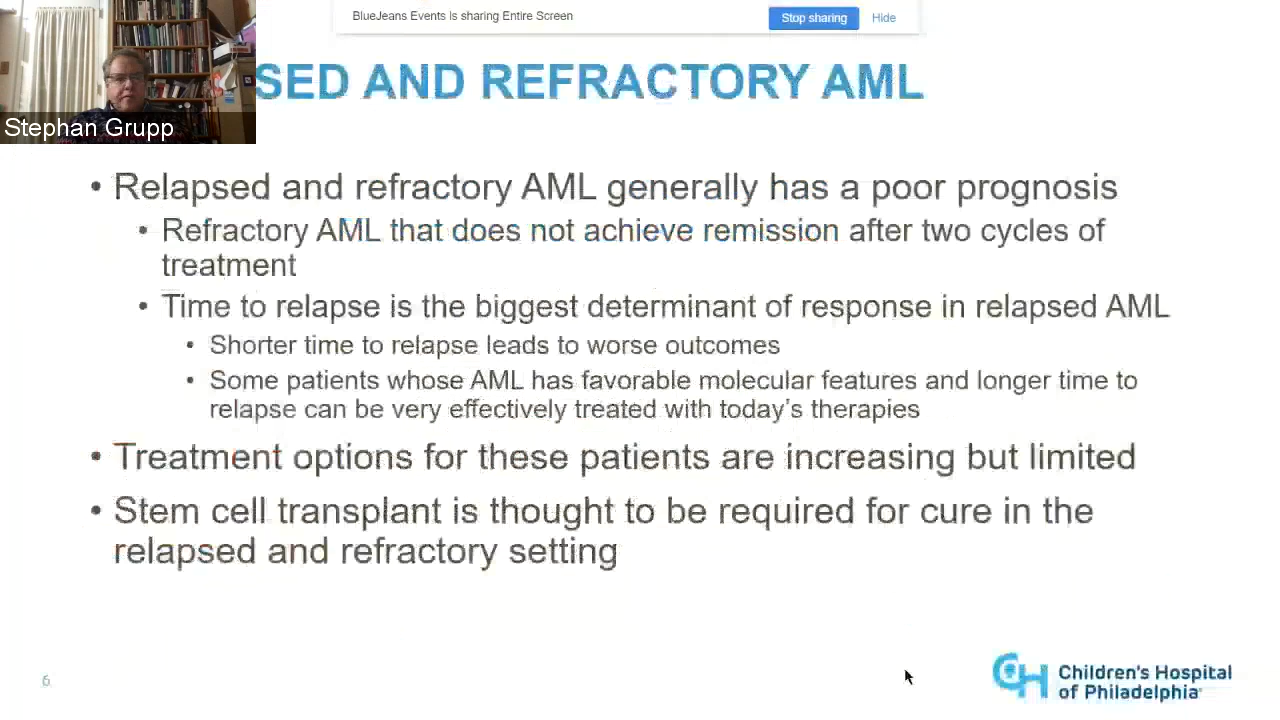 BlueJeans Events is sharing Entire Screen
Stop sharing
Hide
SED AND REFRACTORY AML
Stephan Grupp
• Relapsed and refractory AML generally has a poor prognosis
• Refractory AML that does not achieve remission after two cycles of
treatment
• Time to relapse is the biggest determinant of response in relapsed AML
• Shorter time to relapse leads to worse outcomes
• Some patients whose AML has favorable molecular features and longer time to
relapse can be very effectively treated with today's therapies
• Treatment options for these patients are increasing but limited
• Stem cell transplant is thought to be required for cure in the
relapsed and refractory setting
6
CH
Children's Hospital
of Philadelphia